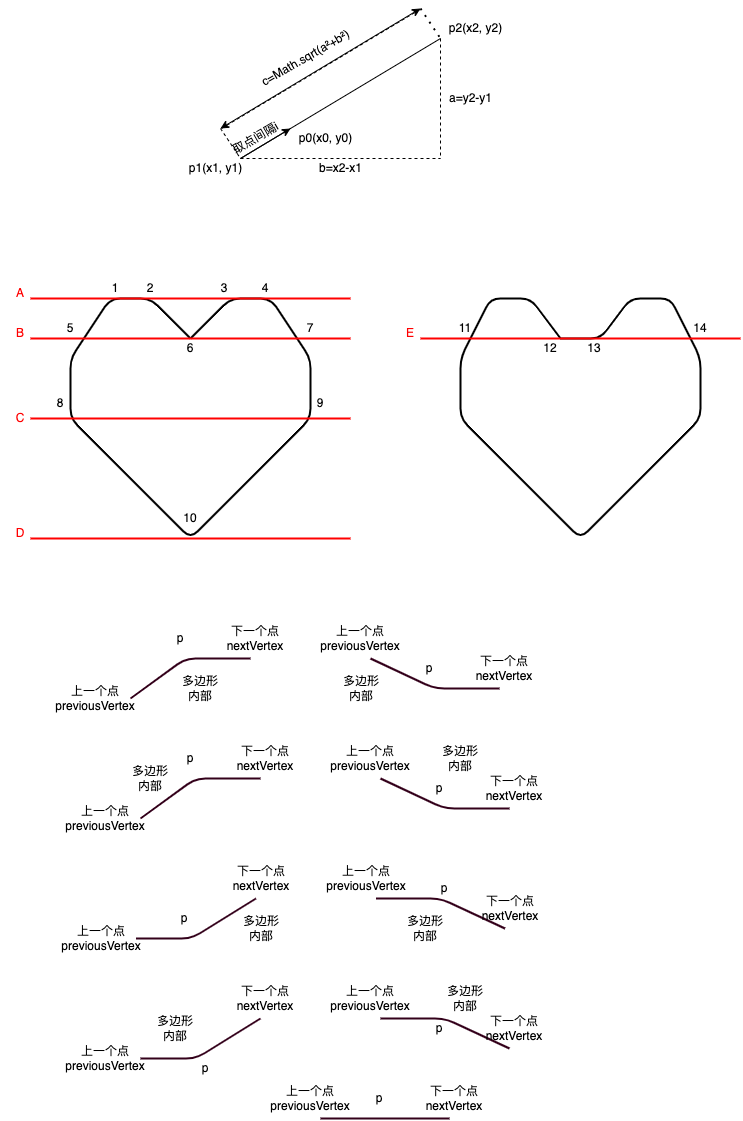 p2(x2, y2)
c=Math.sqrt(a²+b²)
a=y2-y1
取点间隔i
p0(x0, y0)
p1(x1, y1)
b=x2-x1
A
1
2
3
4
5
7
B
6
8
9
C
10
D
11
14
E
12
13
p
下一个点
nextVertex
上一个点
previousVertex
多边形
内部
上一个点
previousVertex
p
下一个点
nextVertex
多边形
内部
多边形
内部
p
下一个点
nextVertex
上一个点
previousVertex
上一个点
previousVertex
多边形
内部
p
下一个点
nextVertex
下一个点
nextVertex
p
多边形
内部
上一个点
previousVertex
上一个点
previousVertex
p
下一个点
nextVertex
多边形
内部
下一个点
nextVertex
多边形
内部
上一个点
previousVertex
p
上一个点
previousVertex
多边形
内部
p
下一个点
nextVertex
上一个点
previousVertex
p
下一个点
nextVertex